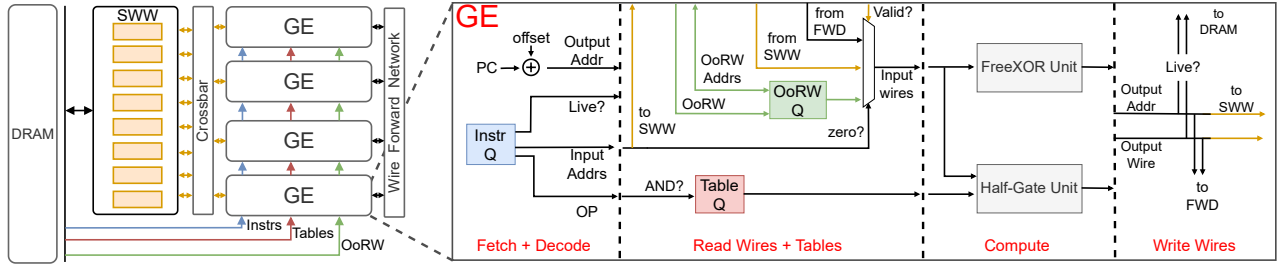 DRAM
SWW
Crossbar
GE
GE
GE
GE
Wire Forward Network
Instrs
Tables
OoRW
GE
offset
PC
Output
Addr
Live?
Instr
Q
Input
Addrs
OP
Fetch + Decode
to
SWW
OoRW
Addrs
OoRW
from
SWW
from
FWD
Valid?
OoRW
Q
zero?
Input
wires
AND?
Table
Q
Read Wires + Tables
FreeXOR Unit
Half-Gate Unit
Compute
to
DRAM
Live?
Output
Addr
to
SWW
Output
Wire
to
FWD
Write Wires